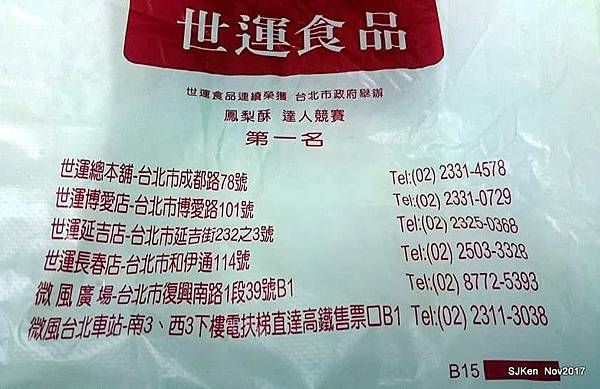 世運食品
世運食品連續榮獲 台北市政府舉辦
鳳梨酥 達人競賽
第一名
世運總本舖-台北市成都路78號 Tel:(02) 2331-4578
世運博愛店-台北市博愛路101號 Tel:(02) 2331-0729
世運延吉店-台北市延吉街232之3號 Tel:(02) 2325-0368
世運長春店-台北市和伊通114號 Tel:(02) 2503-3328
微風廣場-台北市復興南路1段39號B1 Tel:(02) 8772-5393
微風台北車站-南3、西3下樓電扶梯直達高鐵售票口B1 Tel:(02) 2311-3038
B15
SJKen Nov2017